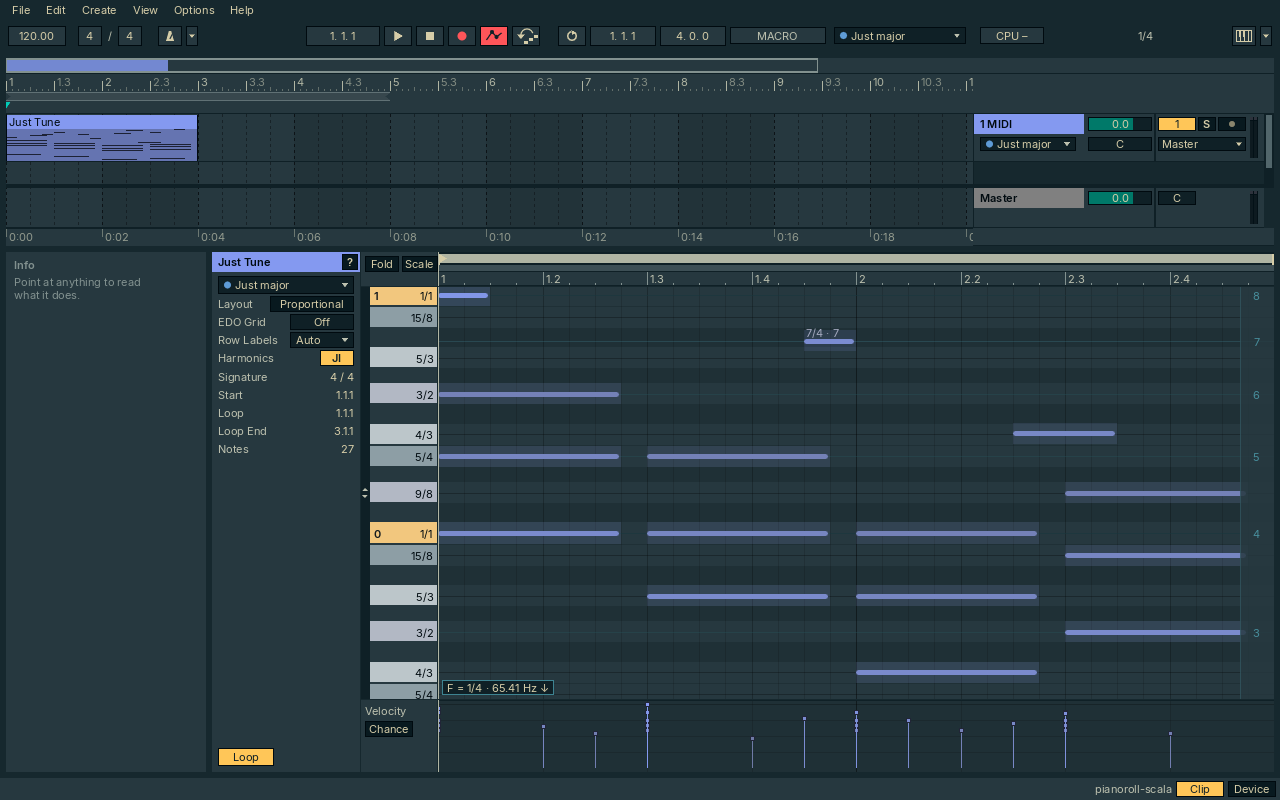 File Edit Create View Options Help
120.00 4 / 4 1. 1. 1 1. 1. 1 4. 0. 0 MACRO Just major CPU – 1/4
1 1.3 2 2.3 3 3.3 4 4.3 5 5.3 6 6.3 7 7.3 8 8.3 9 9.3 10 10.3 1
Just Tune
1 MIDI 0.0 1 S
Just major C Master
Master 0.0 C
0:00 0:02 0:04 0:06 0:08 0:10 0:12 0:14 0:16 0:18
Info
Point at anything to read
what it does.
Just Tune ?
Just major
Layout Proportional
EDO Grid Off
Row Labels Auto
Harmonics JI
Signature 4 / 4
Start 1.1.1
Loop 1.1.1
Loop End 3.1.1
Notes 27
Loop
Fold Scale
1 1.2 1.3 1.4 2 2.2 2.3 2.4
1 1/1 8
15/8
7/4 · 7
7
5/3
3/2 6
4/3
5/4 5
9/8
0 1/1 4
15/8
5/3
3/2 3
4/3
F = 1/4 · 65.41 Hz ↓
5/4
Velocity
Chance
pianoroll-scala Clip Device